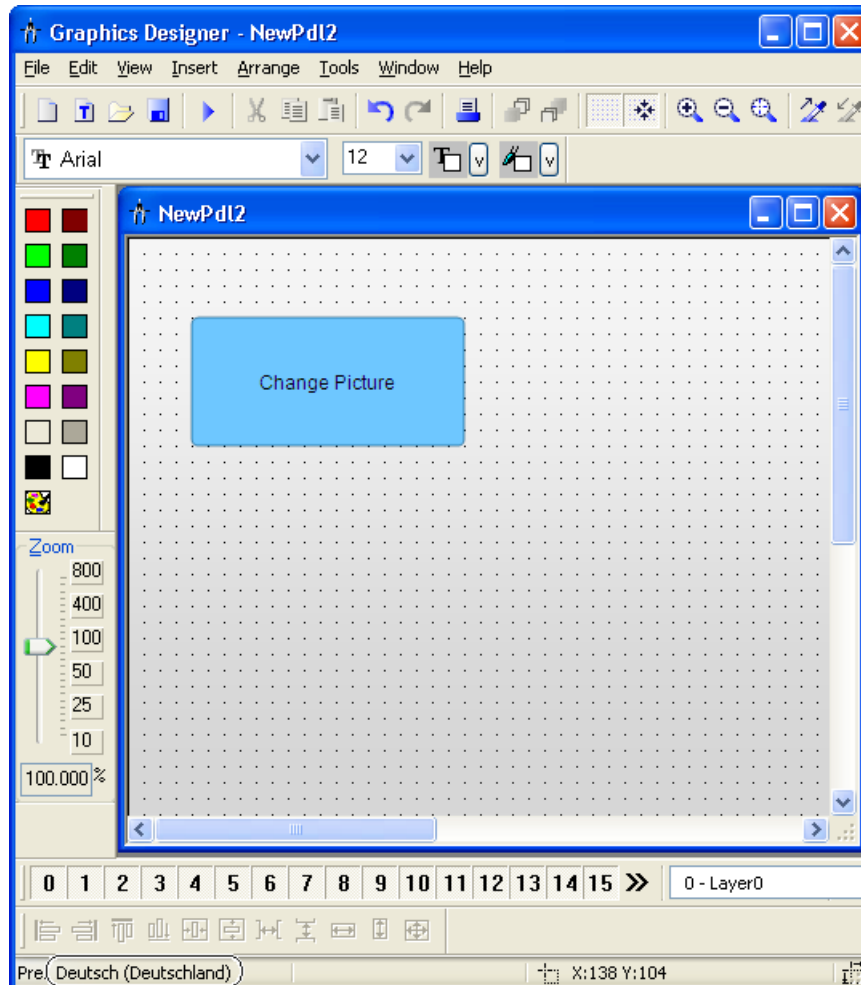 Graphics Designer - NewPdl2
File Edit View Insert Arrange Tools Window Help
Arial 12
NewPdl2
Change Picture
Zoom
800
400
100
50
25
10
100.000 %
0 1 2 3 4 5 6 7 8 9 10 11 12 13 14 15 0 - Layer0
Pre. Deutsch (Deutschland) X:138 Y:104